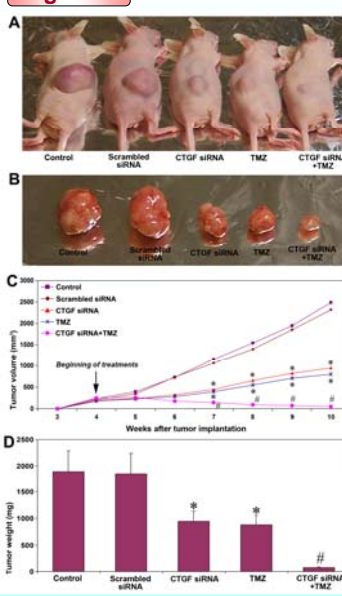 A
Control
Scrambled siRNA
CTGF siRNA
TMZ
CTGF siRNA +TMZ
B
Control
Scrambled siRNA
CTGF siRNA
TMZ
CTGF siRNA +TMZ
C
Control
Scrambled siRNA
CTGF siRNA
TMZ
CTGF siRNA+TMZ
Tumor volume (mm³)
3000
2500
2000
1500
1000
500
0
Beginning of treatments
* * * *
* * * *
# # # #
3 4 5 6 7 8 9 10
Weeks after tumor implantation
D
Tumor weight (mg)
2500
2000
1500
1000
500
0
* * #
Control
Scrambled siRNA
CTGF siRNA
TMZ
CTGF siRNA +TMZ